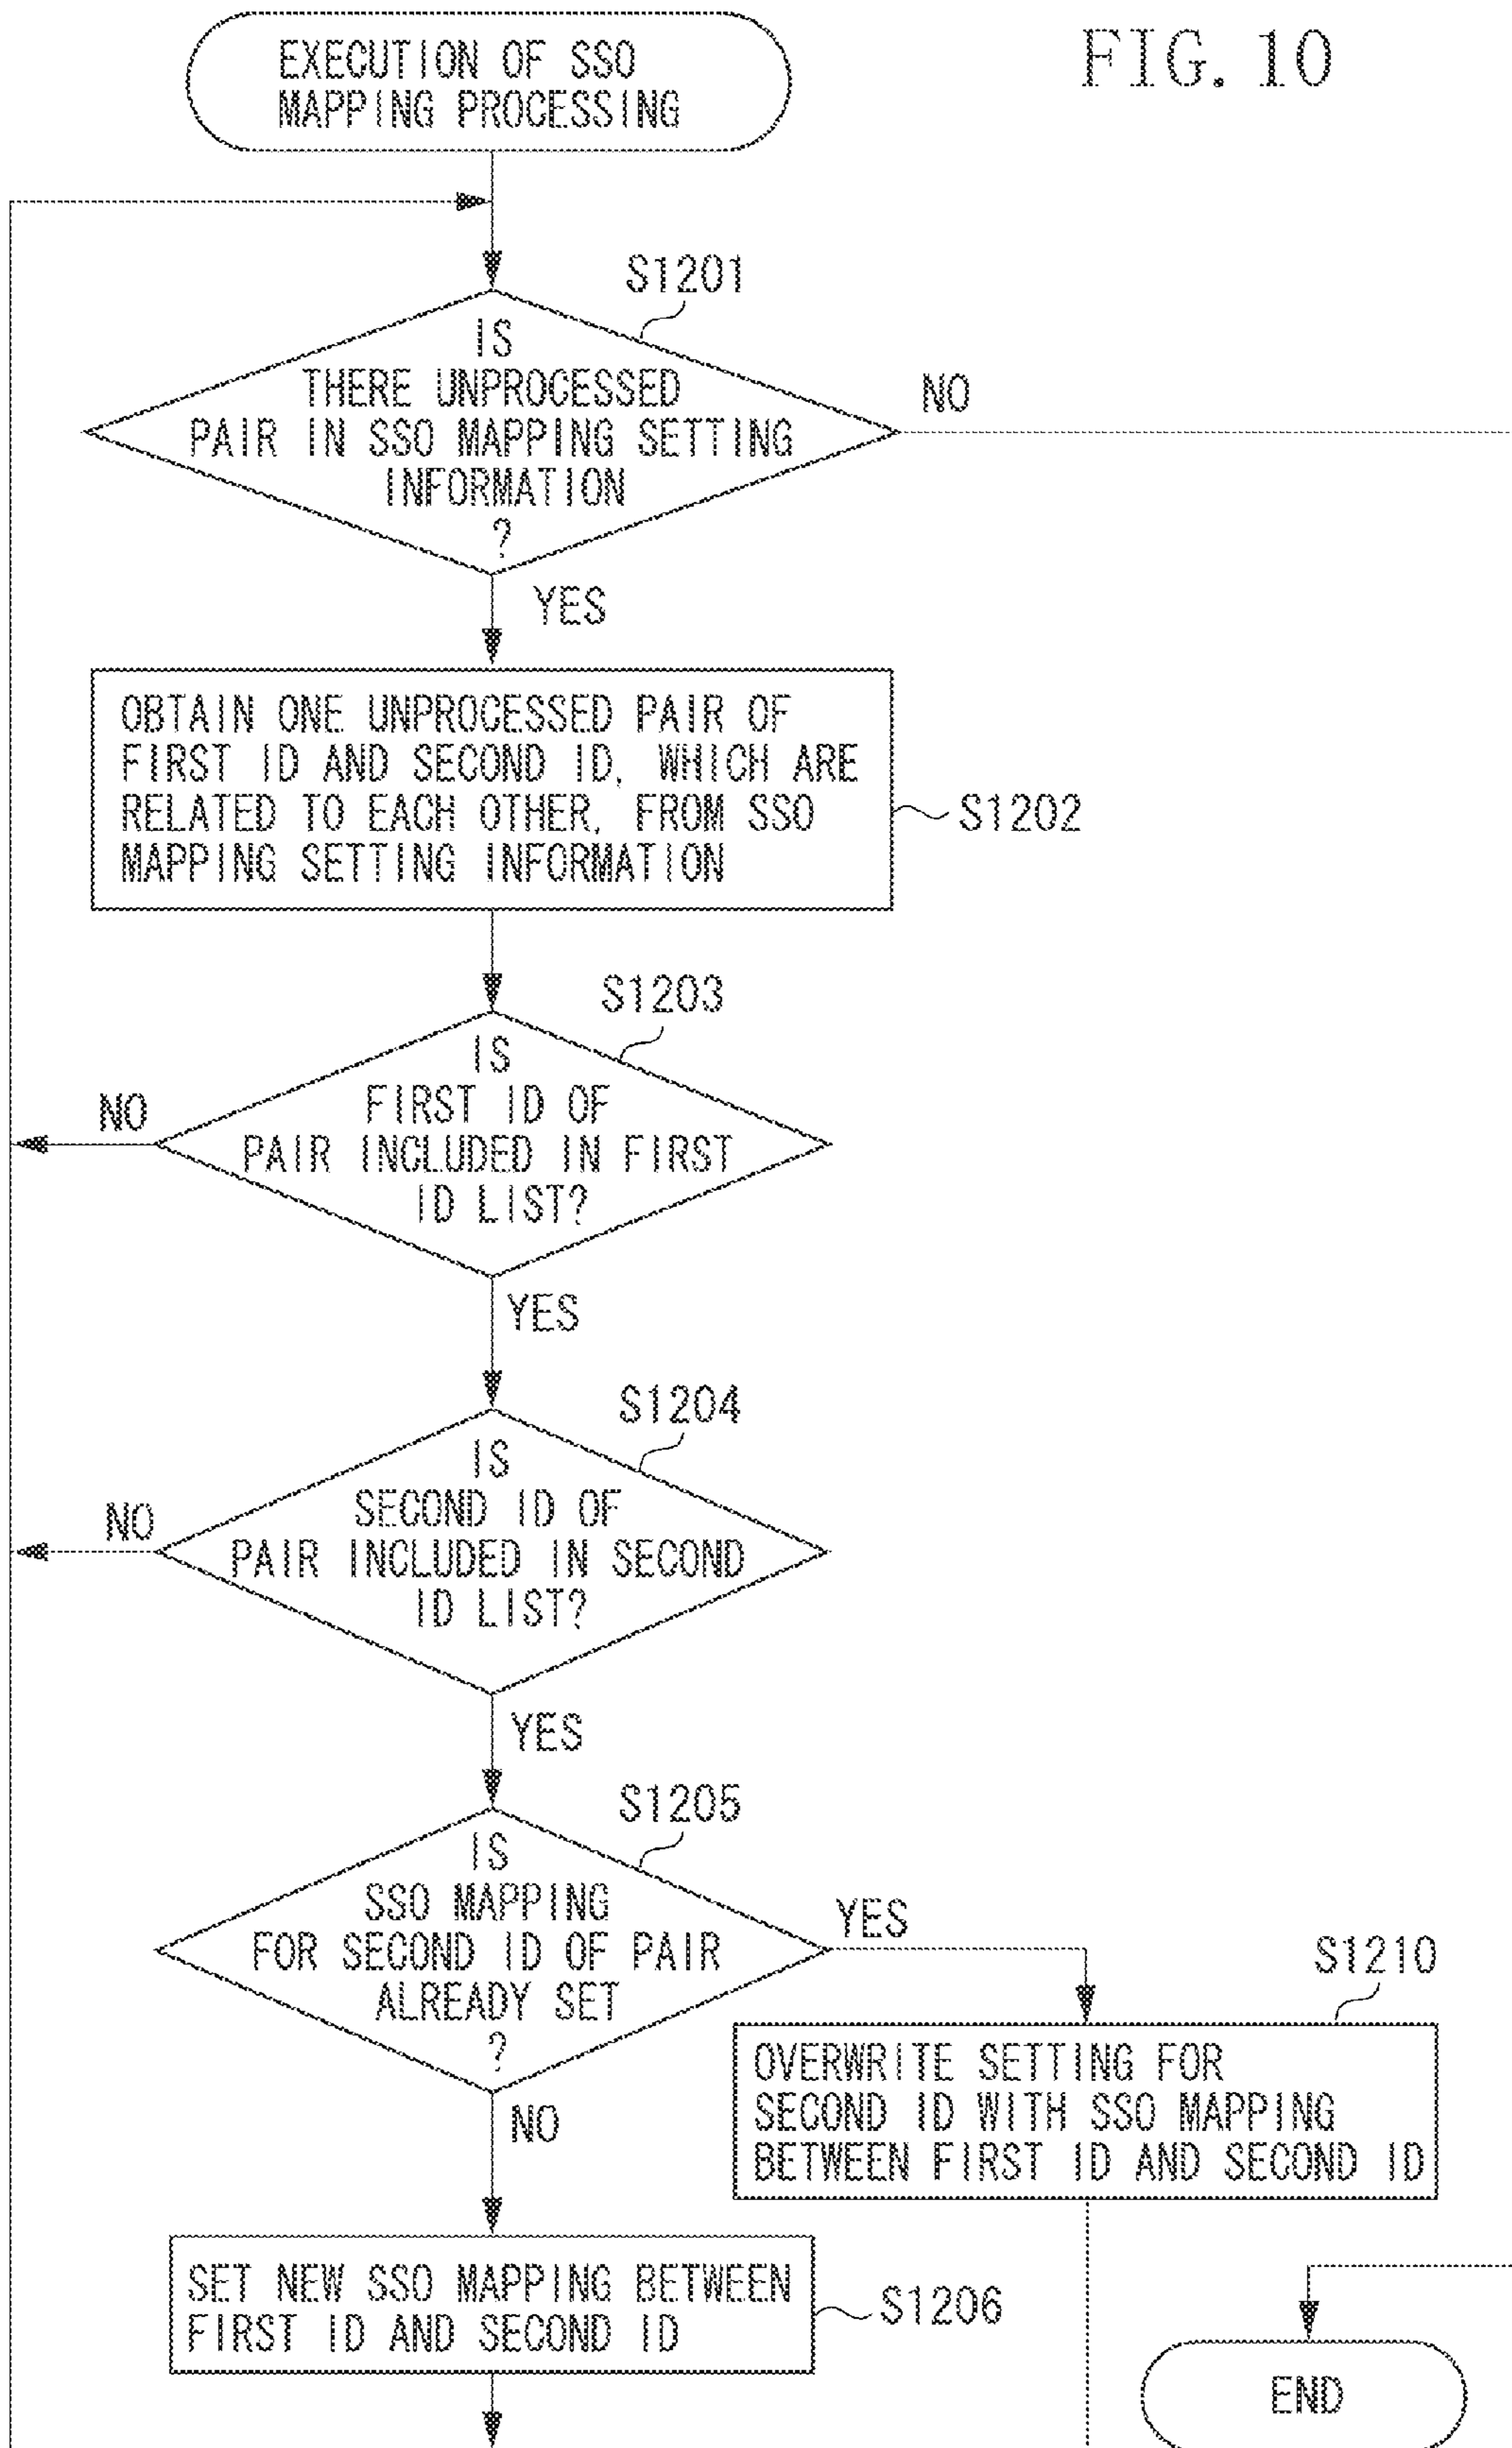 FIG. 10
EXECUTION OF SSO
MAPPING PROCESSING
S1201
IS
THERE UNPROCESSED
PAIR IN SSO MAPPING SETTING
INFORMATION
?
NO
YES
OBTAIN ONE UNPROCESSED PAIR OF
FIRST ID AND SECOND ID, WHICH ARE
RELATED TO EACH OTHER, FROM SSO
MAPPING SETTING INFORMATION
S1202
S1203
IS
FIRST ID OF
PAIR INCLUDED IN FIRST
ID LIST?
NO
YES
S1204
IS
SECOND ID OF
PAIR INCLUDED IN SECOND
ID LIST?
NO
YES
S1205
IS
SSO MAPPING
FOR SECOND ID OF PAIR
ALREADY SET
?
YES
NO
S1210
OVERWRITE SETTING FOR
SECOND ID WITH SSO MAPPING
BETWEEN FIRST ID AND SECOND ID
SET NEW SSO MAPPING BETWEEN
FIRST ID AND SECOND ID
S1206
END